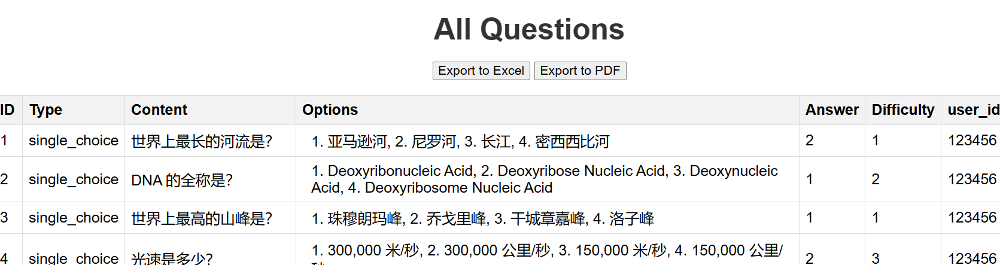 All Questions
Export to Excel Export to PDF
ID Type Content Options Answer Difficulty user_id
1 single_choice 世界上最长的河流是？ 1. 亚马逊河, 2. 尼罗河, 3. 长江, 4. 密西西比河 2 1 123456
2 single_choice DNA 的全称是？ 1. Deoxyribonucleic Acid, 2. Deoxyribose Nucleic Acid, 3. Deoxynucleic
Acid, 4. Deoxyribosome Nucleic Acid 1 2 123456
3 single_choice 世界上最高的山峰是？ 1. 珠穆朗玛峰, 2. 乔戈里峰, 3. 干城章嘉峰, 4. 洛子峰 1 1 123456
4 single_choice 光速是多少？ 1. 300,000 米/秒, 2. 300,000 公里/秒, 3. 150,000 米/秒, 4. 150,000 公里/
2 3 123456